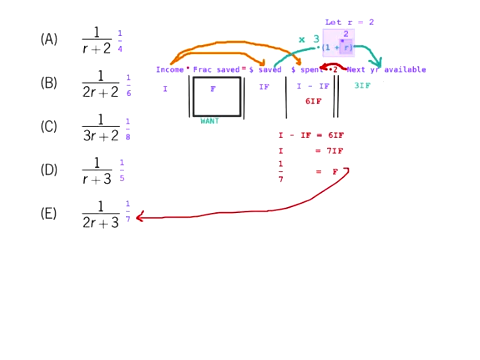 Let r = 2
2
× 3 •(1 + r)
Income • Frac saved = $ saved $ spent •2 Next yr available
I F IF I - IF 3IF
6IF
WANT
I - IF = 6IF
I = 7IF
1/7 = F
(A) 1/(r + 2) 1/4
(B) 1/(2r + 2) 1/6
(C) 1/(3r + 2) 1/8
(D) 1/(r + 3) 1/5
(E) 1/(2r + 3) 1/7